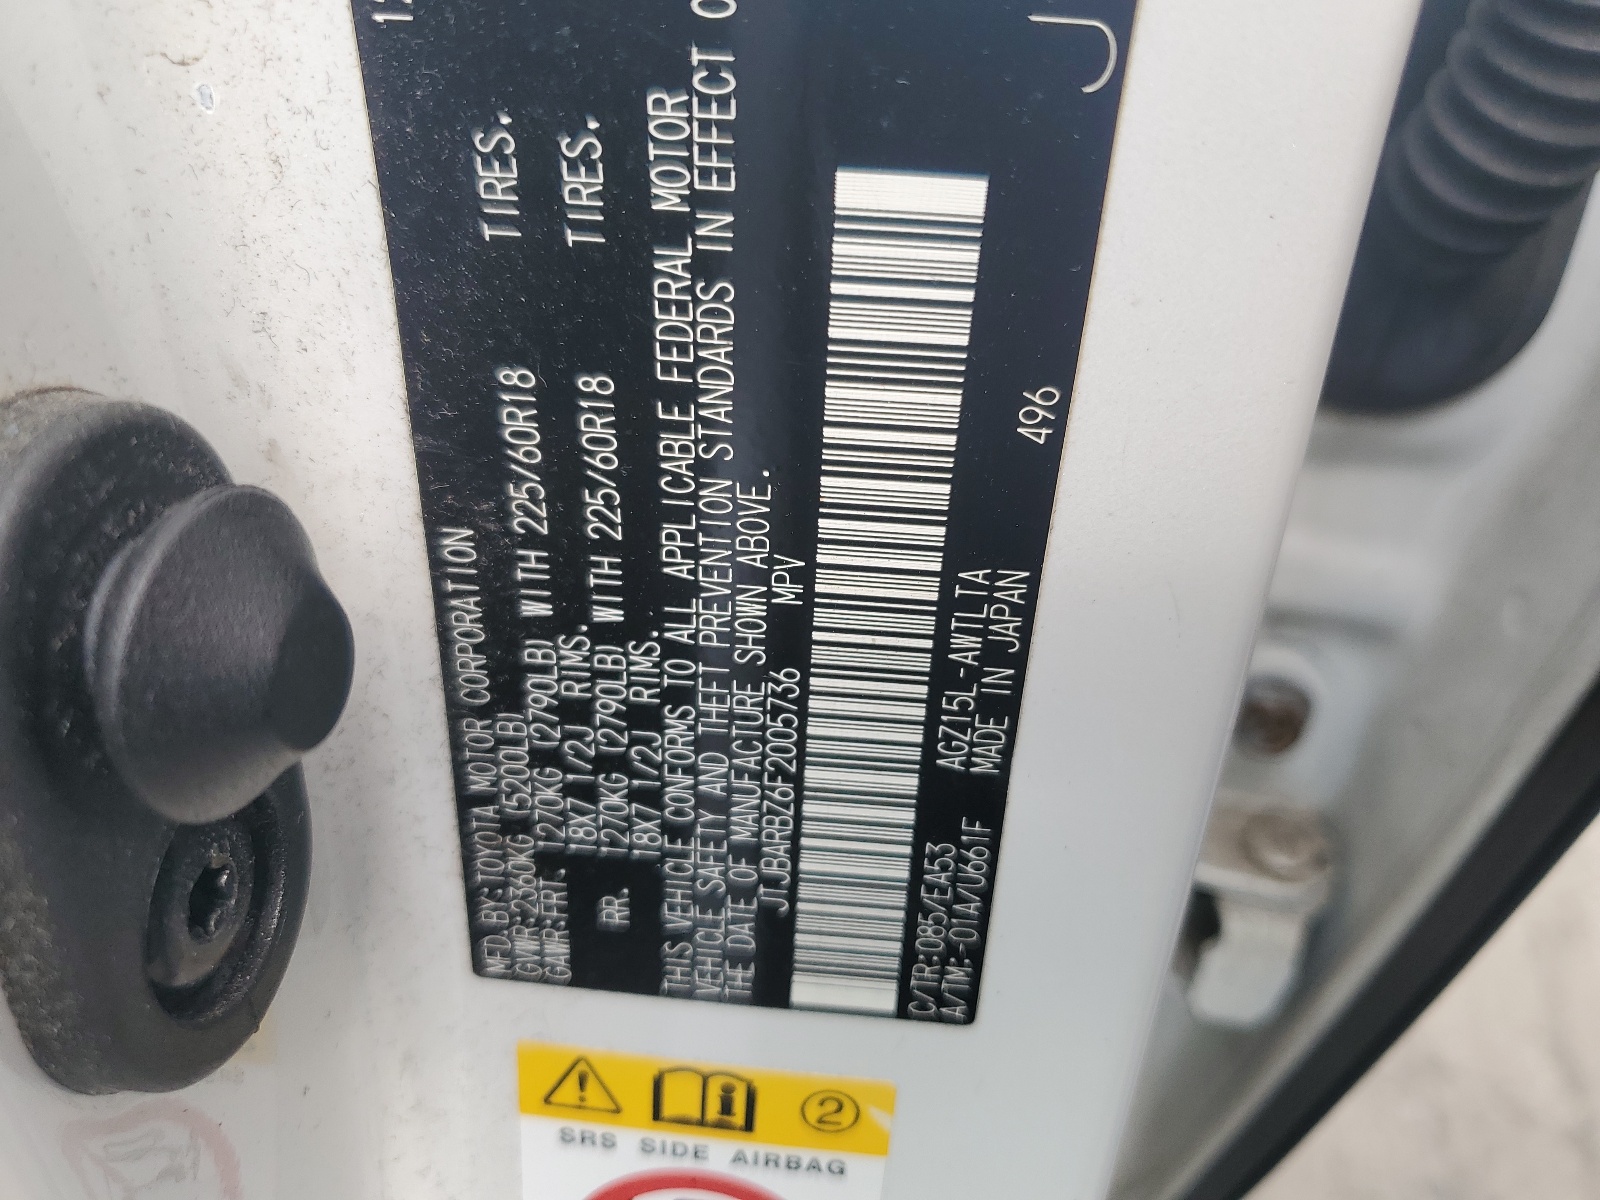 MFD.BY:TOYOTA MOTOR CORPORATION 12
GVWR:2360KG (5200LB)
GAWR:FRT. 1270KG (2790LB) WITH 225/60R18 TIRES.
18X7 1/2J RIMS.
RR. 1270KG (2790LB) WITH 225/60R18 TIRES.
18X7 1/2J RIMS.
THIS VEHICLE CONFORMS TO ALL APPLICABLE FEDERAL MOTOR
VEHICLE SAFETY AND THEFT PREVENTION STANDARDS IN EFFECT O
THE DATE OF MANUFACTURE SHOWN ABOVE.
JTJBARBZ6F2005736 MPV
C/TR:085/EA53 AGZ15L-AWTLTA
A/TM:-01A/U661F MADE IN JAPAN 496
J
2
SRS SIDE AIRBAG